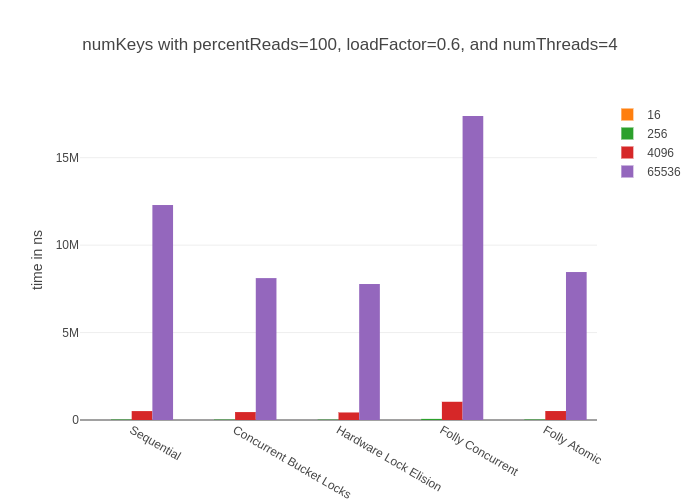 numKeys with percentReads=100, loadFactor=0.6, and numThreads=4
16
256
4096
65536
15M
10M
5M
0
time in ns
Sequential
Concurrent Bucket Locks
Hardware Lock Elision
Folly Concurrent
Folly Atomic